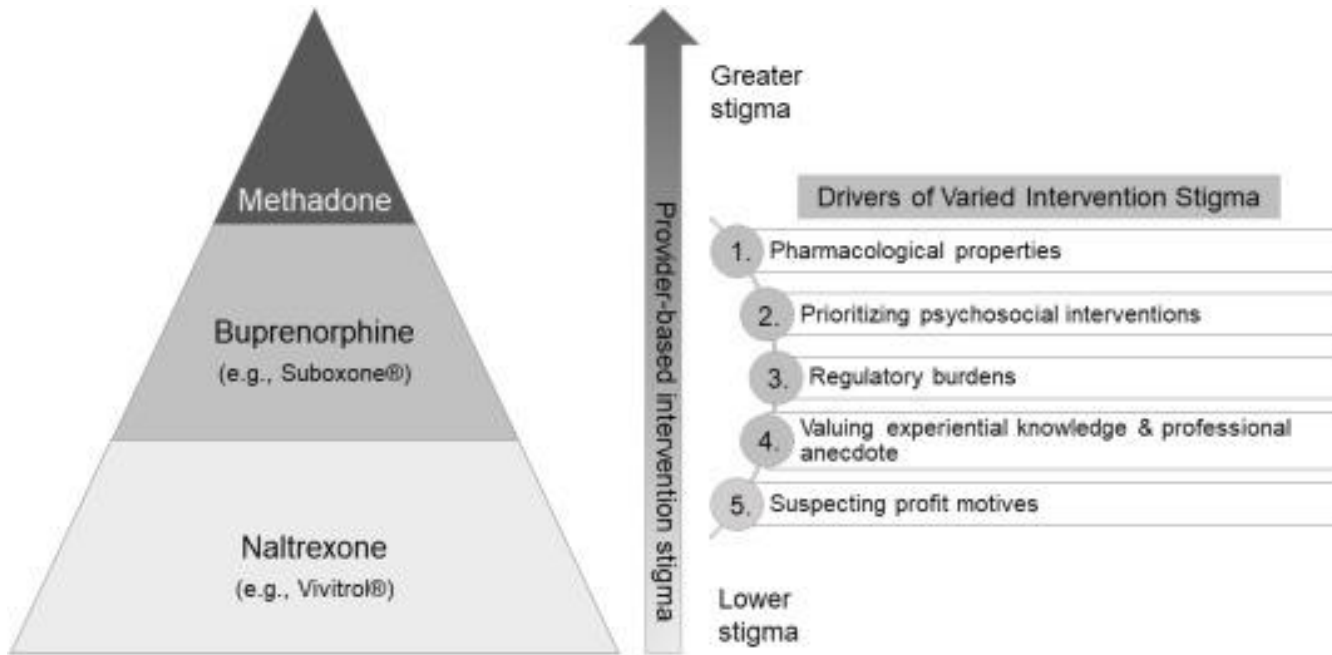 Methadone
Buprenorphine
(e.g., Suboxone®)
Naltrexone
(e.g., Vivitrol®)
Provider-based intervention stigma
Greater
stigma
Drivers of Varied Intervention Stigma
1. Pharmacological properties
2. Prioritizing psychosocial interventions
3. Regulatory burdens
4. Valuing experiential knowledge & professional
anecdote
5. Suspecting profit motives
Lower
stigma